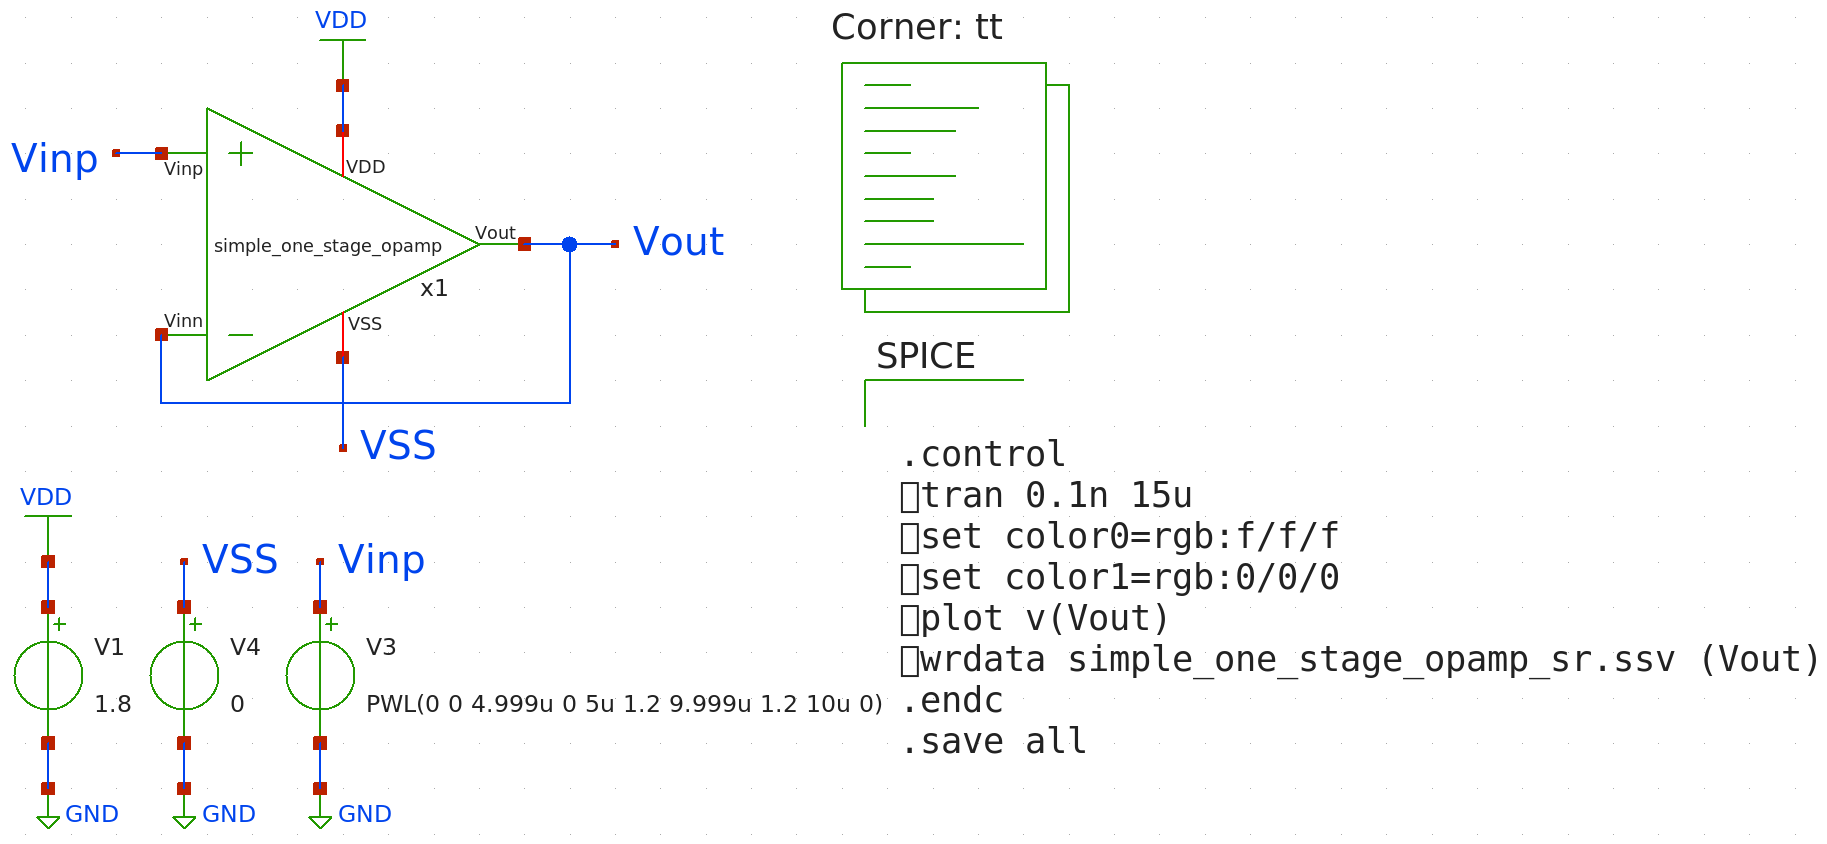 VDD
Vinp
Vinp
+
VDD
simple_one_stage_opamp
Vout
Vout
x1
Vinn
VSS
VSS
Corner: tt
SPICE
.control
tran 0.1n 15u
set color0=rgb:f/f/f
set color1=rgb:0/0/0
plot v(Vout)
wrdata simple_one_stage_opamp_sr.ssv (Vout)
.endc
.save all
VDD
+
V1
1.8
GND
VSS
+
V4
0
GND
Vinp
+
V3
PWL(0 0 4.999u 0 5u 1.2 9.999u 1.2 10u 0)
GND